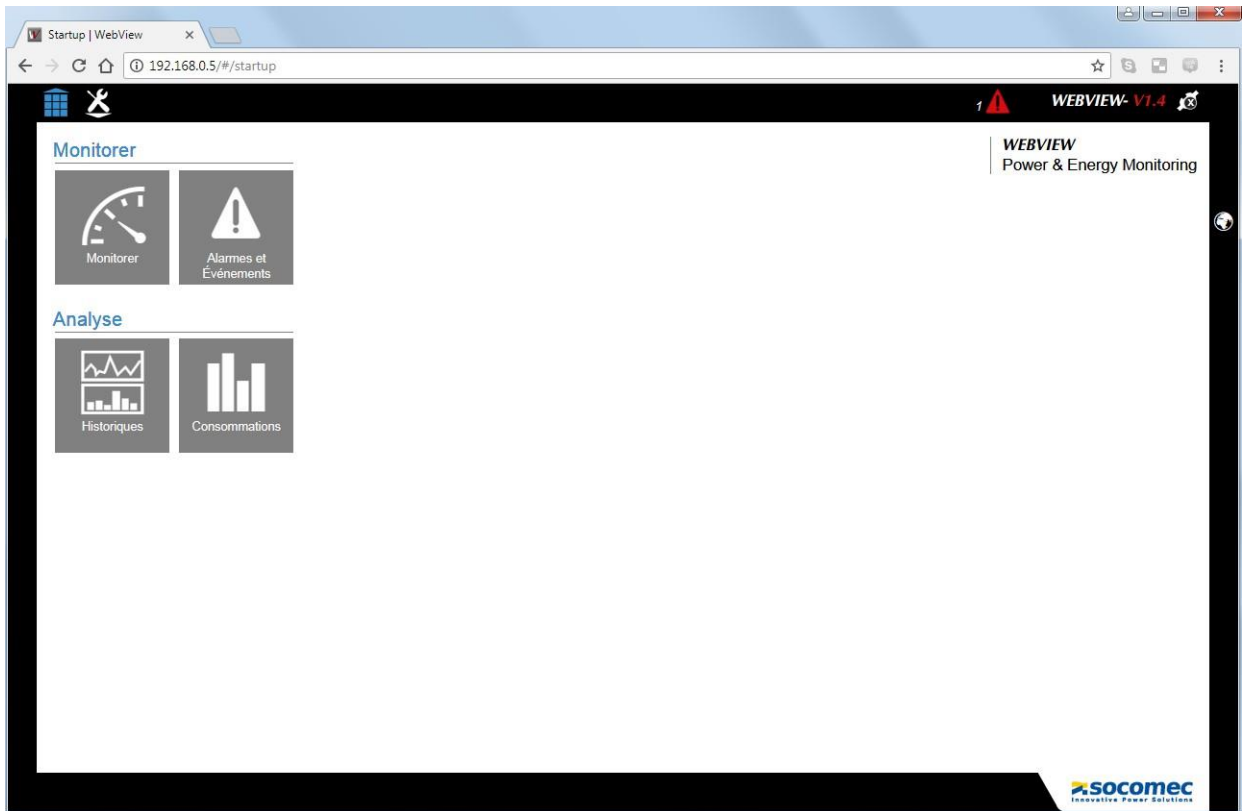 Startup | WebView
192.168.0.5/#/startup
1
WEBVIEW- V1.4
WEBVIEW
Power & Energy Monitoring
Monitorer
Monitorer
Alarmes et
Événements
Analyse
Historiques
Consommations
socomec
Innovative Power Solutions